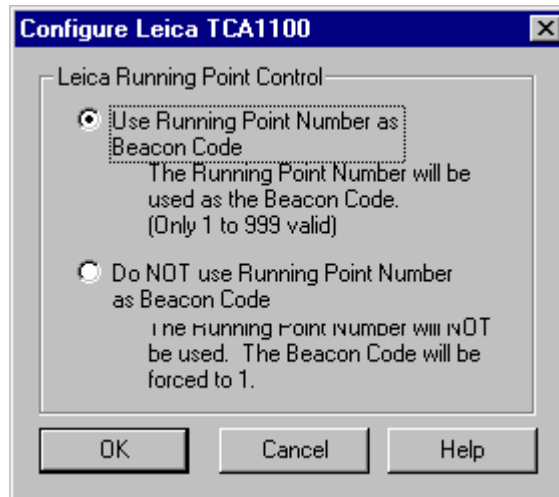 Configure Leica TCA1100
Leica Running Point Control
Use Running Point Number as
Beacon Code
The Running Point Number will be
used as the Beacon Code.
(Only 1 to 999 valid)
Do NOT use Running Point Number
as Beacon Code
The Running Point Number will NOT
be used. The Beacon Code will be
forced to 1.
OK Cancel Help